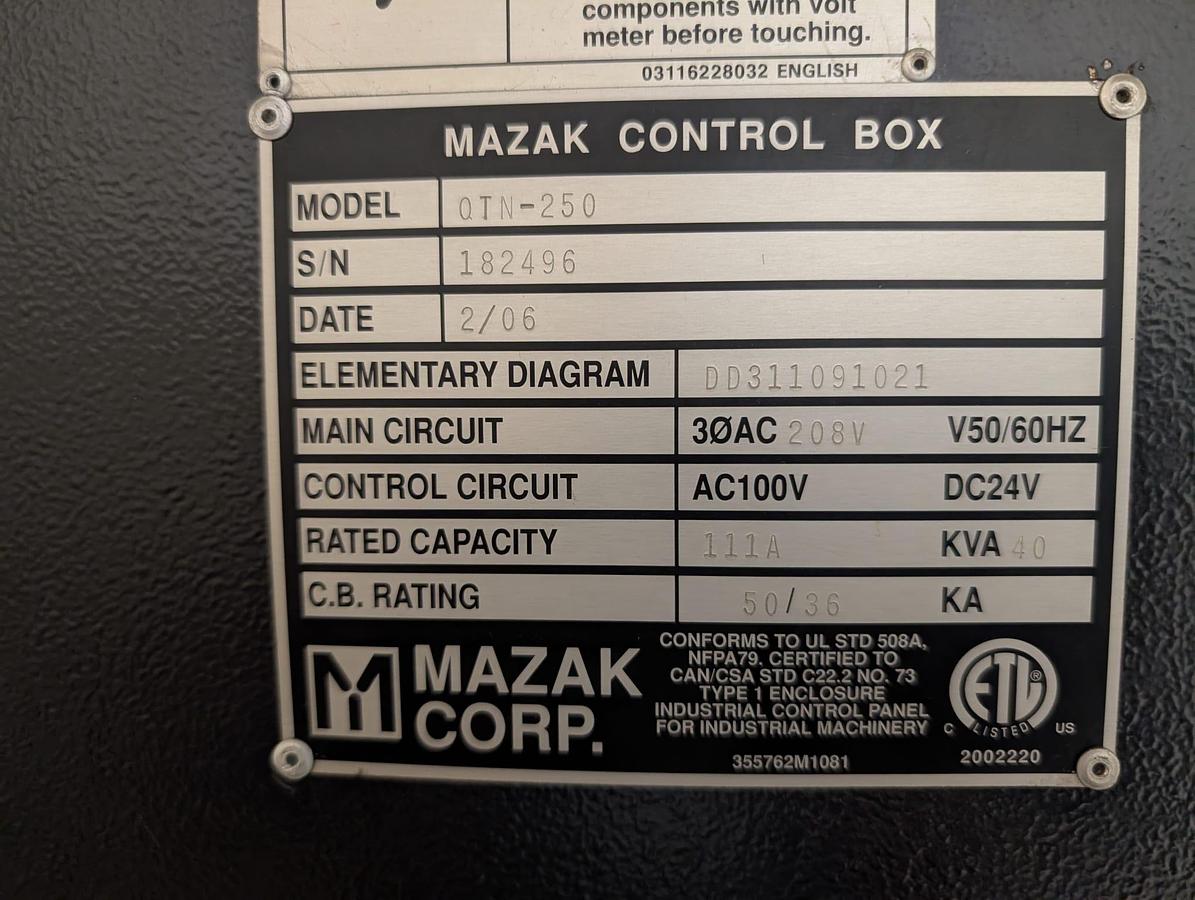 components with volt
meter before touching.
03116228032 ENGLISH
MAZAK CONTROL BOX
MODEL QTN-250
S/N 182496
DATE 2/06
ELEMENTARY DIAGRAM DD311091021
MAIN CIRCUIT 3ØAC 208V V50/60HZ
CONTROL CIRCUIT AC100V DC24V
RATED CAPACITY 111A KVA 40
C.B. RATING 50/36 KA
MAZAK
CORP.
CONFORMS TO UL STD 508A,
NFPA79. CERTIFIED TO
CAN/CSA STD C22.2 NO. 73
TYPE 1 ENCLOSURE
INDUSTRIAL CONTROL PANEL
FOR INDUSTRIAL MACHINERY
355762M1081
ETL®
C LISTED US
2002220